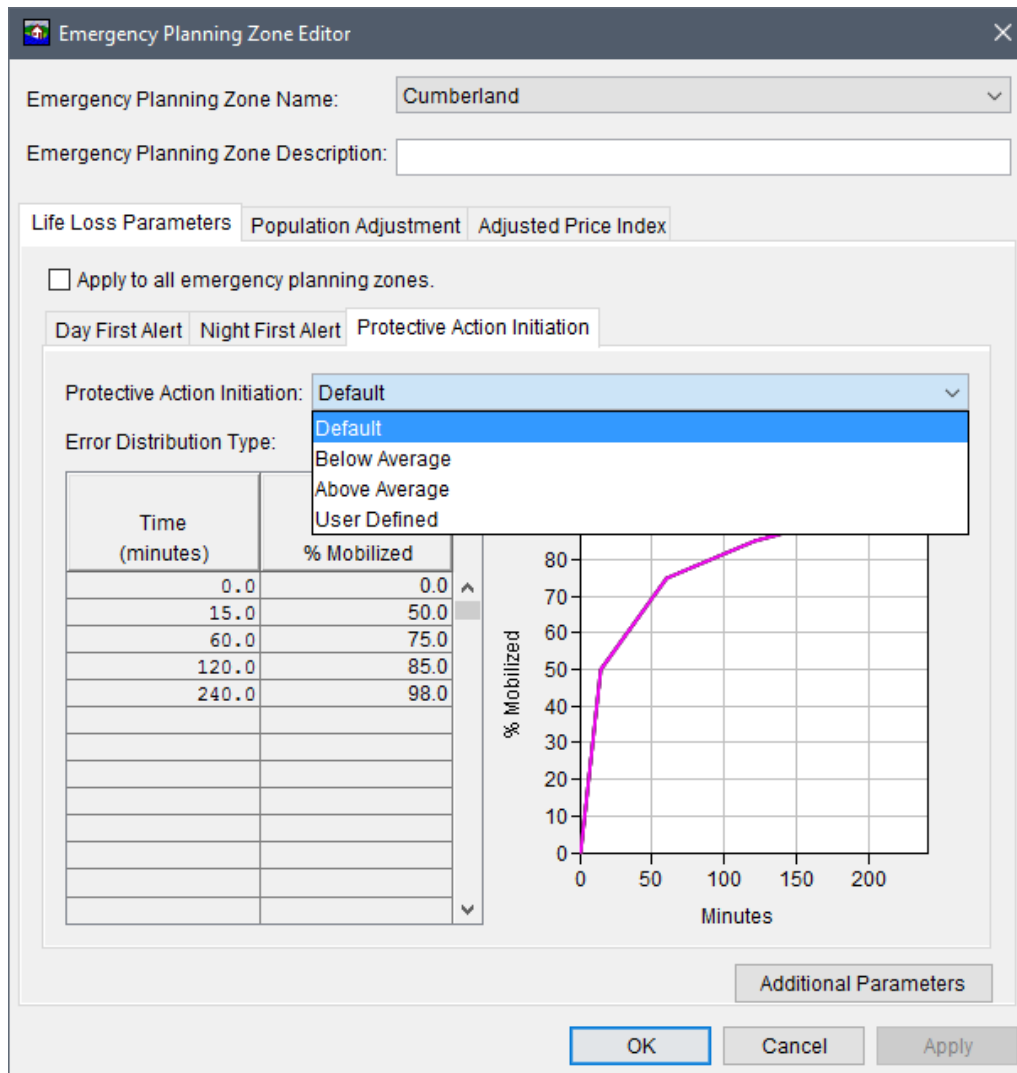 Emergency Planning Zone Editor
Emergency Planning Zone Name: Cumberland
Emergency Planning Zone Description:
Life Loss Parameters Population Adjustment Adjusted Price Index
Apply to all emergency planning zones.
Day First Alert Night First Alert Protective Action Initiation
Protective Action Initiation: Default
Error Distribution Type: Default
Below Average
Above Average
User Defined
Time
(minutes) % Mobilized
0.0 0.0
15.0 50.0
60.0 75.0
120.0 85.0
240.0 98.0
% Mobilized
80
70
60
50
40
30
20
10
0
0 50 100 150 200
Minutes
Additional Parameters
OK Cancel Apply